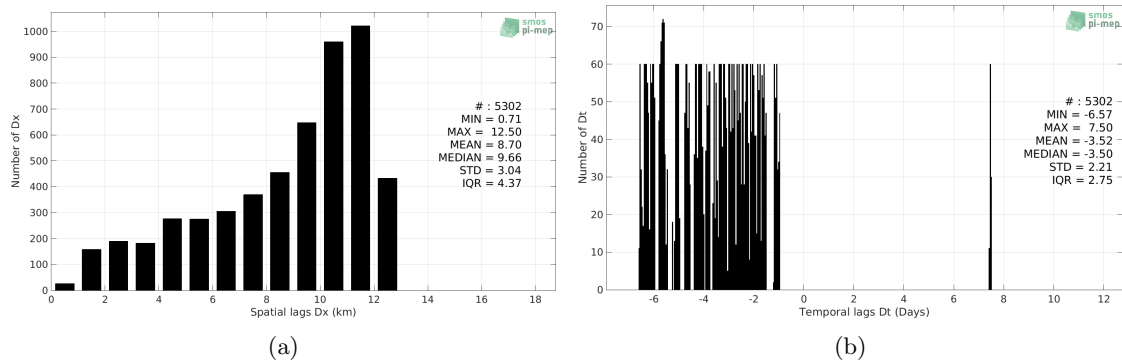 1000
900
800
700
600
500
400
300
200
100
0
Number of Dx
0 2 4 6 8 10 12 14 16 18
Spatial lags Dx (km)
smos
pi-mep
# : 5302
MIN = 0.71
MAX = 12.50
MEAN = 8.70
MEDIAN = 9.66
STD = 3.04
IQR = 4.37
(a)
70
60
50
40
30
20
10
0
Number of Dt
-6 -4 -2 0 2 4 6 8 10 12
Temporal lags Dt (Days)
smos
pi-mep
# : 5302
MIN = -6.57
MAX = 7.50
MEAN = -3.52
MEDIAN = -3.50
STD = 2.21
IQR = 2.75
(b)